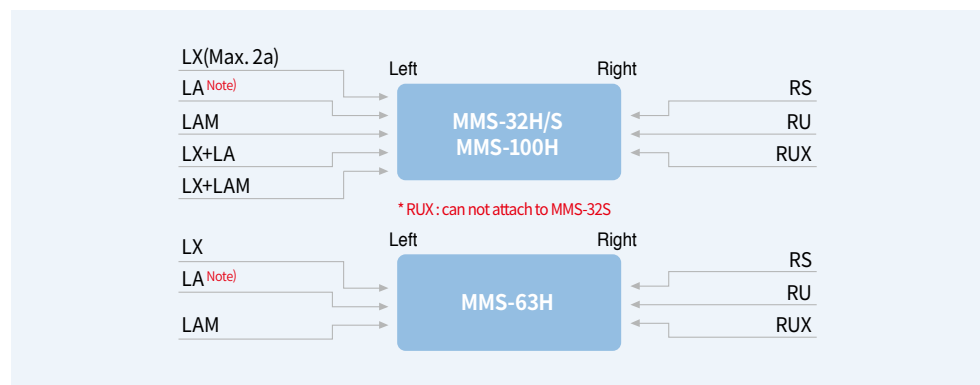 LX(Max. 2a)
LA Note)
LAM
LX+LA
LX+LAM
Left
Right
MMS-32H/S
MMS-100H
RS
RU
RUX
* RUX : can not attach to MMS-32S
LX
LA Note)
LAM
Left
Right
MMS-63H
RS
RU
RUX